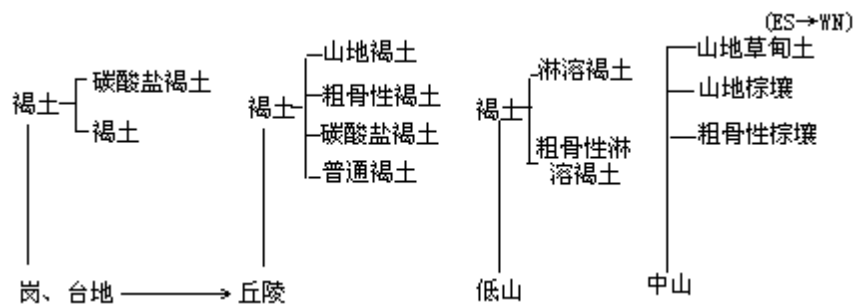 (ES→WN)
褐土
碳酸盐褐土
褐土
褐土
山地褐土
粗骨性褐土
碳酸盐褐土
普通褐土
褐土
淋溶褐土
粗骨性淋
溶褐土
山地草甸土
山地棕壤
粗骨性棕壤
岗、台地
丘陵
低山
中山